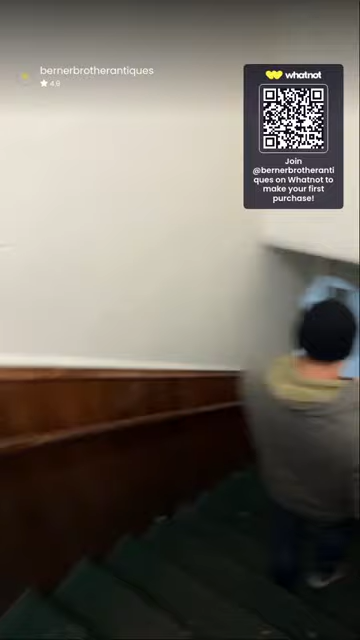 bernerbrotherantiques
4.9
whatnot
Join
@bernerbrotheranti
ques on Whatnot to
make your first
purchase!